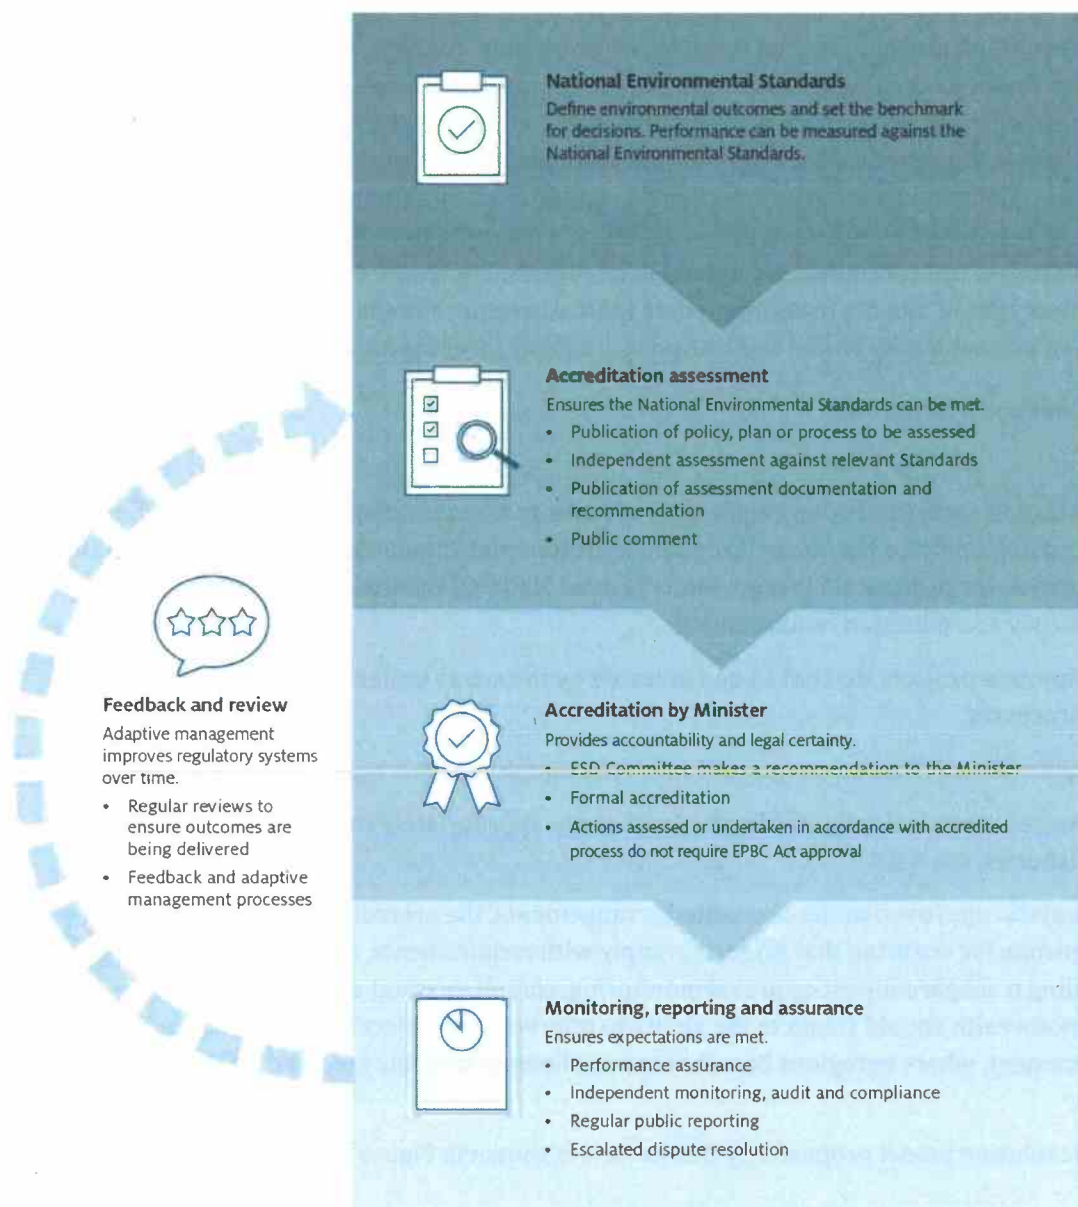 National Environmental Standards
Define environmental outcomes and set the benchmark
for decisions. Performance can be measured against the
National Environmental Standards.
Accreditation assessment
Ensures the National Environmental Standards can be met.
• Publication of policy, plan or process to be assessed
• Independent assessment against relevant Standards
• Publication of assessment documentation and
recommendation
• Public comment
Feedback and review
Adaptive management
improves regulatory systems
over time.
• Regular reviews to
ensure outcomes are
being delivered
• Feedback and adaptive
management processes
Accreditation by Minister
Provides accountability and legal certainty.
• ESD Committee makes a recommendation to the Minister
• Formal accreditation
• Actions assessed or undertaken in accordance with accredited
process do not require EPBC Act approval
Monitoring, reporting and assurance
Ensures expectations are met.
• Performance assurance
• Independent monitoring, audit and compliance
• Regular public reporting
• Escalated dispute resolution